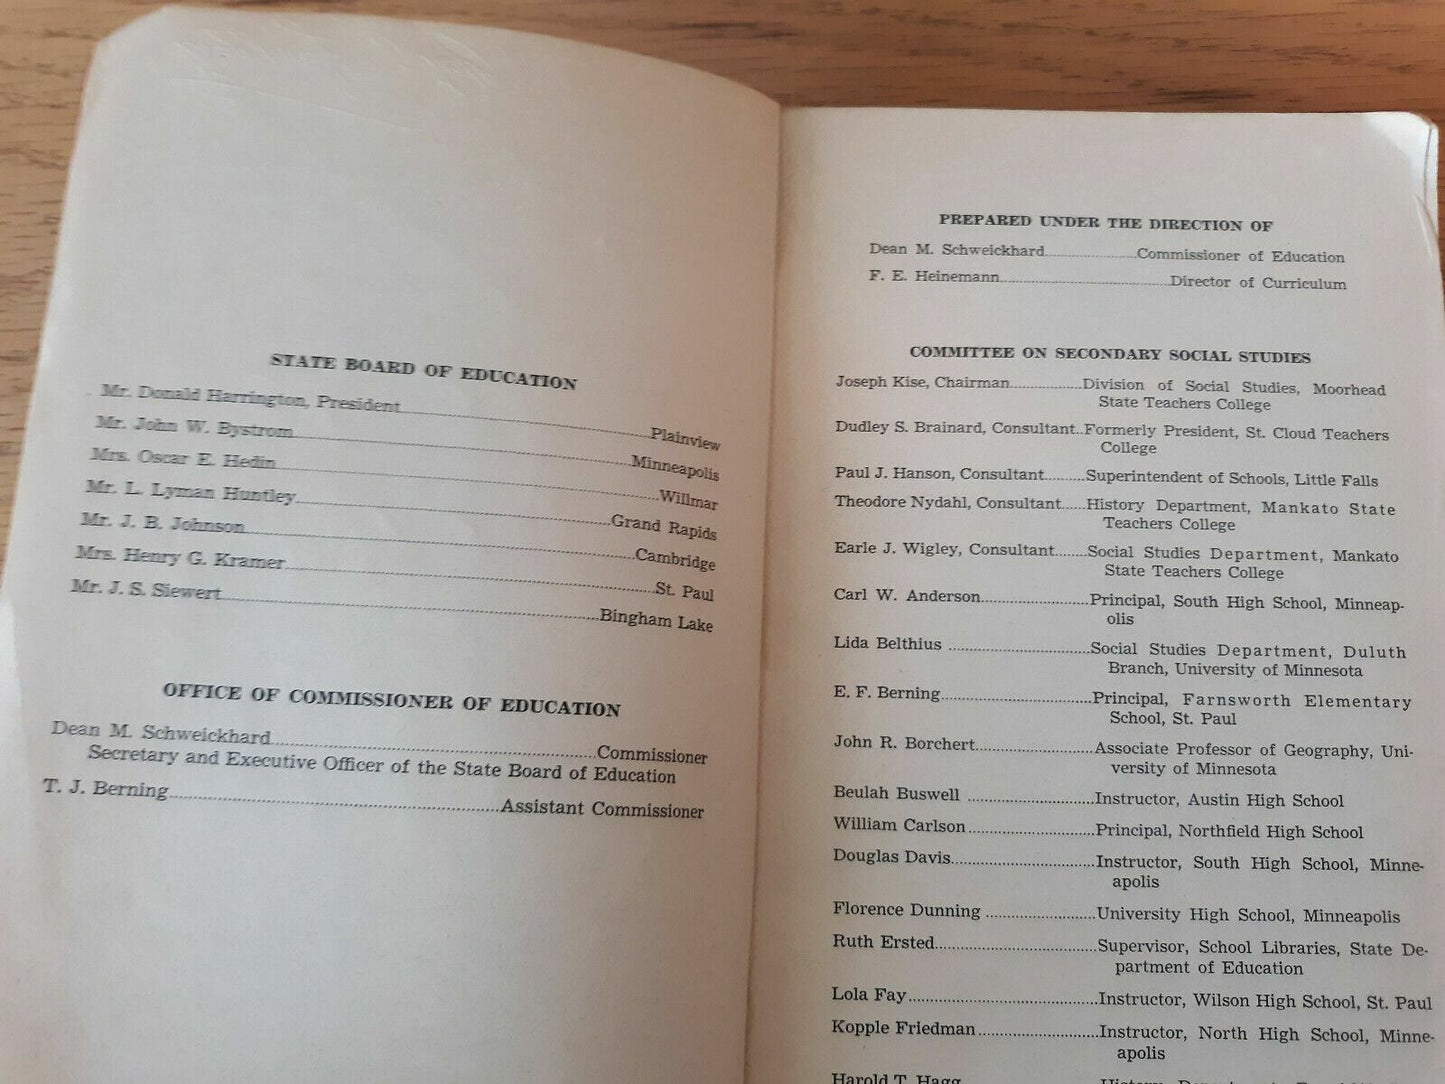 STATE BOARD OF EDUCATION
Mr. Donald Harrington, President........Plainview
Mr. John W. Bystrom........Minneapolis
Mrs. Oscar E. Hedin........Willmar
Mr. L. Lyman Huntley........Grand Rapids
Mr. J. B. Johnson........Cambridge
Mrs. Henry G. Kramer........St. Paul
Mr. J. S. Siewert........Bingham Lake
OFFICE OF COMMISSIONER OF EDUCATION
Dean M. Schweickhard........Commissioner
Secretary and Executive Officer of the State Board of Education
T. J. Berning........Assistant Commissioner
PREPARED UNDER THE DIRECTION OF
Dean M. Schweickhard........Commissioner of Education
F. E. Heinemann........Director of Curriculum
COMMITTEE ON SECONDARY SOCIAL STUDIES
Joseph Kise, Chairman........Division of Social Studies, Moorhead
State Teachers College
Dudley S. Brainard, Consultant..Formerly President, St. Cloud Teachers
College
Paul J. Hanson, Consultant........Superintendent of Schools, Little Falls
Theodore Nydahl, Consultant......History Department, Mankato State
Teachers College
Earle J. Wigley, Consultant.......Social Studies Department, Mankato
State Teachers College
Carl W. Anderson........Principal, South High School, Minneap-
olis
Lida Belthius ........Social Studies Department, Duluth
Branch, University of Minnesota
E. F. Berning........Principal, Farnsworth Elementary
School, St. Paul
John R. Borchert........Associate Professor of Geography, Uni-
versity of Minnesota
Beulah Buswell ........Instructor, Austin High School
William Carlson........Principal, Northfield High School
Douglas Davis........Instructor, South High School, Minne-
apolis
Florence Dunning ........University High School, Minneapolis
Ruth Ersted........Supervisor, School Libraries, State De-
partment of Education
Lola Fay........Instructor, Wilson High School, St. Paul
Kopple Friedman........Instructor, North High School, Minne-
apolis
Harold T. Hagg